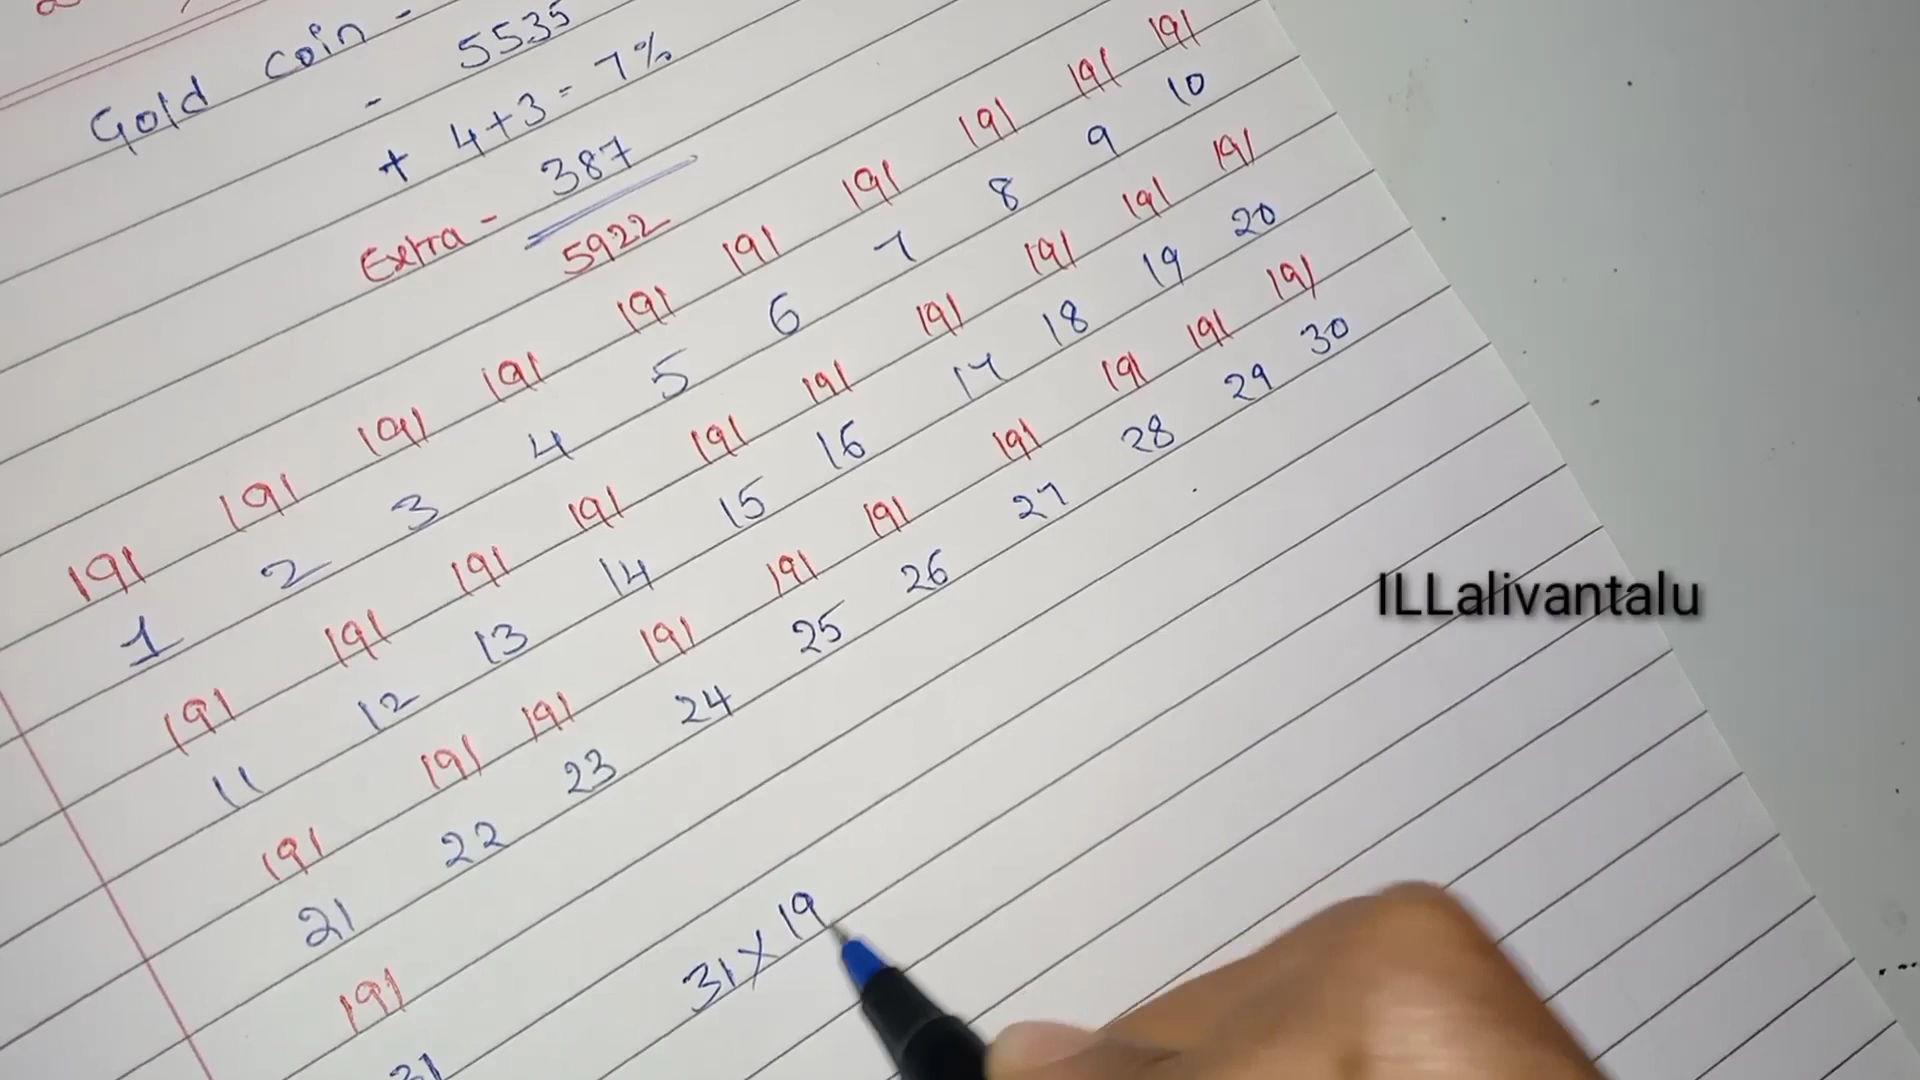 Gold coin -
- 5535
+ 4+3 = 7%
387
Extra - 5922
191 191 191 191 191 191 191 191 191 191
1 2 3 4 5 6 7 8 9 10
191 191 191 191 191 191 191 191 191 191
11 12 13 14 15 16 17 18 19 20
191 191 191 191 191 191 191 191 191 191
21 22 23 24 25 26 27 28 29 30
191
31
31 x 19
ILLalivantalu